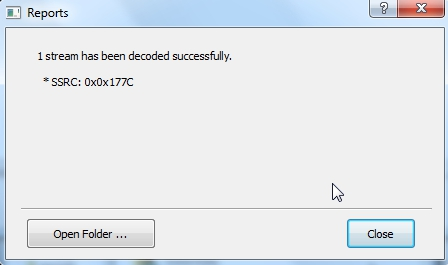 Reports
1 stream has been decoded successfully.
* SSRC: 0x0x177C
Open Folder ...
Close